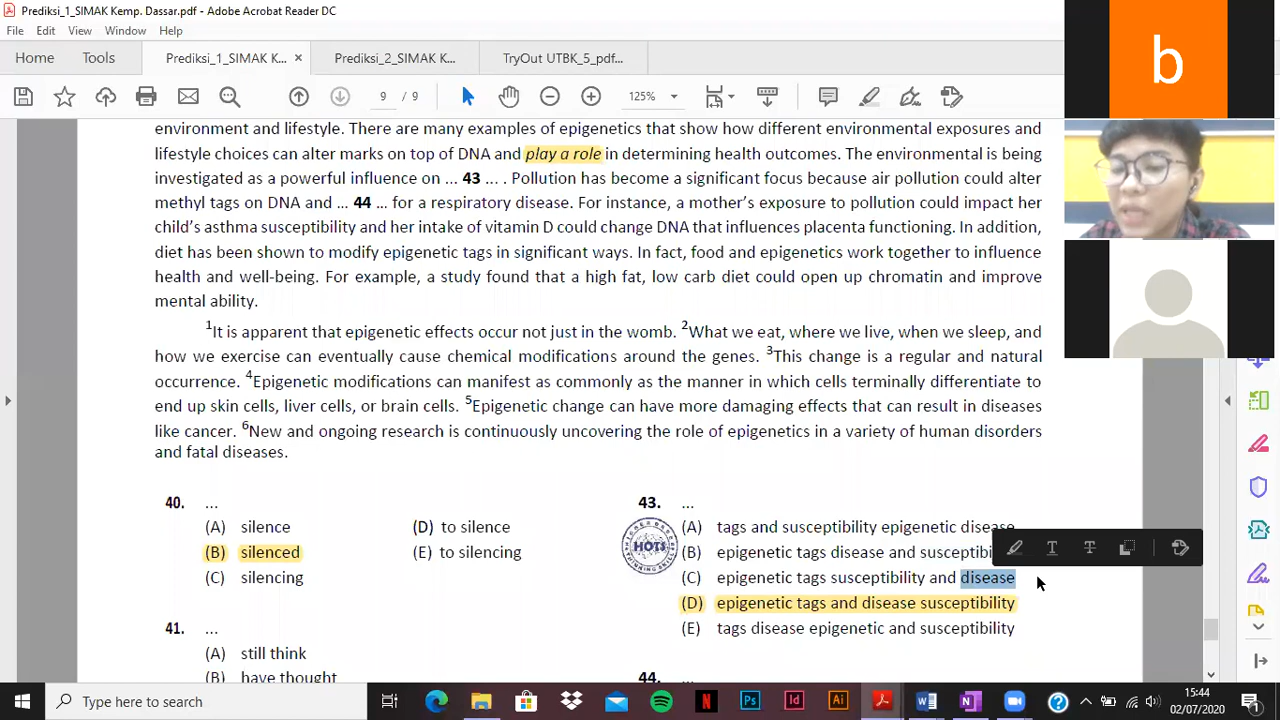 Prediksi_1_SIMAK Kemp. Dassar.pdf - Adobe Acrobat Reader DC
File Edit View Window Help
Home Tools Prediksi_1_SIMAK K... × Prediksi_2_SIMAK K... TryOut UTBK_5_pdf...
9 / 9 125%
environment and lifestyle. There are many examples of epigenetics that show how different environmental exposures and
lifestyle choices can alter marks on top of DNA and play a role in determining health outcomes. The environmental is being
investigated as a powerful influence on ... 43 ... . Pollution has become a significant focus because air pollution could alter
methyl tags on DNA and ... 44 ... for a respiratory disease. For instance, a mother's exposure to pollution could impact her
child's asthma susceptibility and her intake of vitamin D could change DNA that influences placenta functioning. In addition,
diet has been shown to modify epigenetic tags in significant ways. In fact, food and epigenetics work together to influence
health and well-being. For example, a study found that a high fat, low carb diet could open up chromatin and improve
mental ability.
1It is apparent that epigenetic effects occur not just in the womb. 2What we eat, where we live, when we sleep, and
how we exercise can eventually cause chemical modifications around the genes. 3This change is a regular and natural
occurrence. 4Epigenetic modifications can manifest as commonly as the manner in which cells terminally differentiate to
end up skin cells, liver cells, or brain cells. 5Epigenetic change can have more damaging effects that can result in diseases
like cancer. 6New and ongoing research is continuously uncovering the role of epigenetics in a variety of human disorders
and fatal diseases.
40. ...
(A) silence (D) to silence
(B) silenced (E) to silencing
(C) silencing
41. ...
(A) still think
(B) have thought
43. ...
HOTS
(A) tags and susceptibility epigenetic disease
(B) epigenetic tags disease and
(C) epigenetic tags susceptibility and disease
(D) epigenetic tags and disease susceptibility
(E) tags disease epigenetic and susceptibility
44. ...
b
Type here to search
15:44
02/07/2020